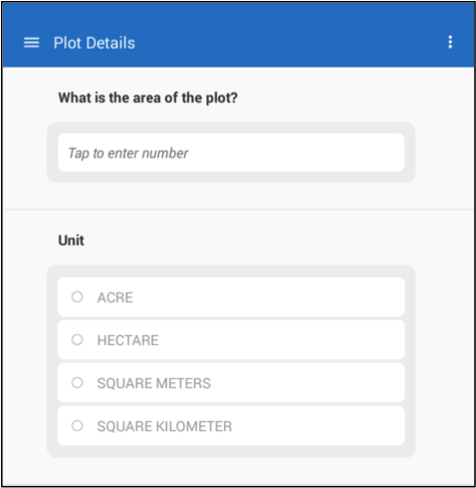 Plot Details
What is the area of the plot?
Tap to enter number
Unit
ACRE
HECTARE
SQUARE METERS
SQUARE KILOMETER